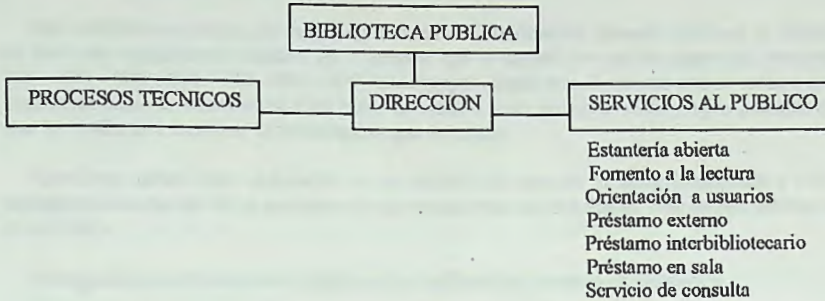 BIBLIOTECA PUBLICA
PROCESOS TECNICOS
DIRECCION
SERVICIOS AL PUBLICO
Estantería abierta
Fomento a la lectura
Orientación a usuarios
Préstamo externo
Préstamo interbibliotecario
Préstamo en sala
Servicio de consulta